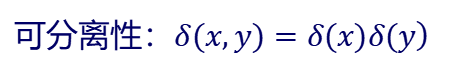 可分离性：δ(x, y) = δ(x)δ(y)